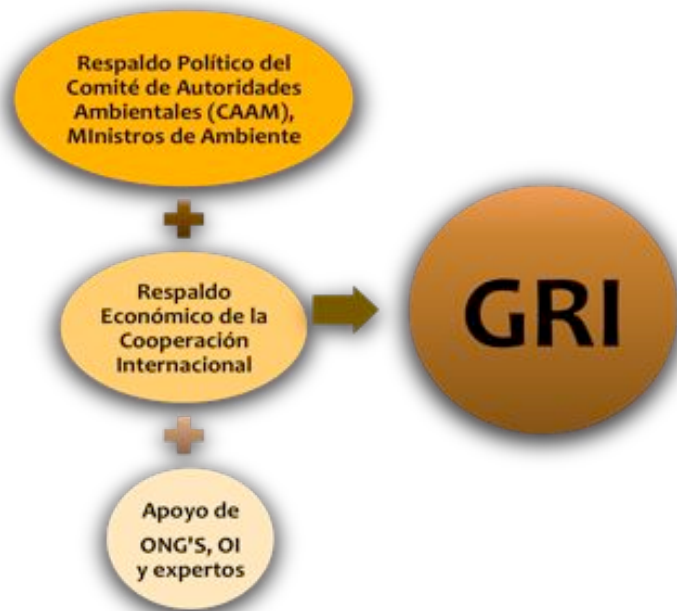 Respaldo Político del
Comité de Autoridades
Ambientales (CAAM),
MInistros de Ambiente
Respaldo
Económico de la
Cooperación
Internacional
GRI
Apoyo de
ONG'S, OI
y expertos